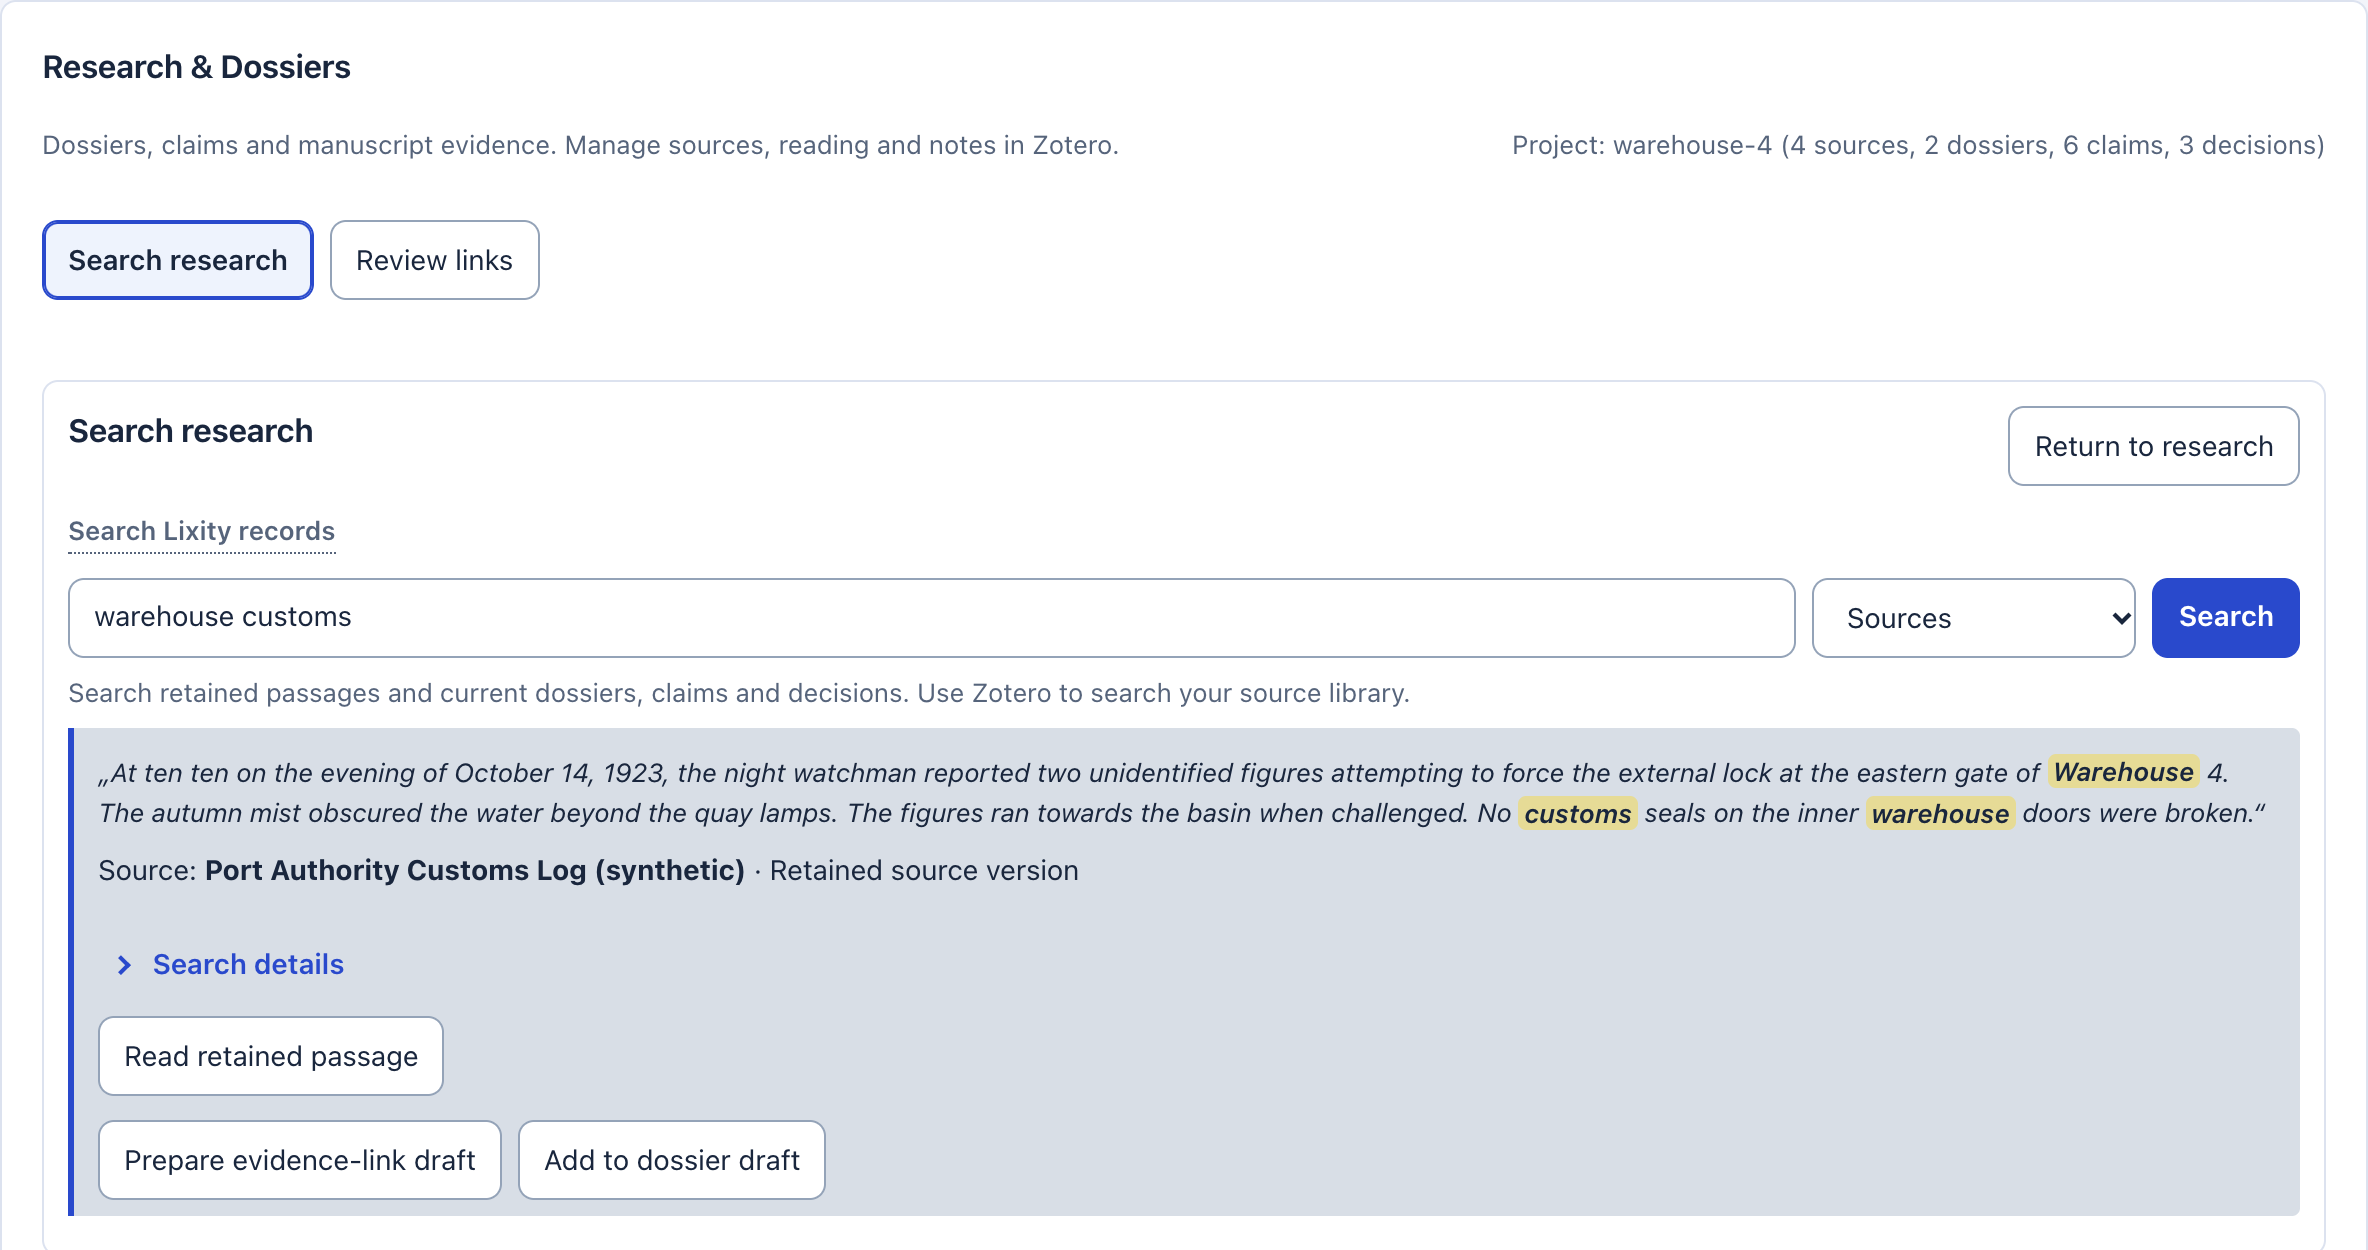 Research & Dossiers
Dossiers, claims and manuscript evidence. Manage sources, reading and notes in Zotero.
Project: warehouse-4 (4 sources, 2 dossiers, 6 claims, 3 decisions)
Search research
Review links
Search research
Return to research
Search Lixity records
warehouse customs
Sources
Search
Search retained passages and current dossiers, claims and decisions. Use Zotero to search your source library.
„At ten ten on the evening of October 14, 1923, the night watchman reported two unidentified figures attempting to force the external lock at the eastern gate of Warehouse 4.
The autumn mist obscured the water beyond the quay lamps. The figures ran towards the basin when challenged. No customs seals on the inner warehouse doors were broken.“
Source: Port Authority Customs Log (synthetic) · Retained source version
Search details
Read retained passage
Prepare evidence-link draft
Add to dossier draft